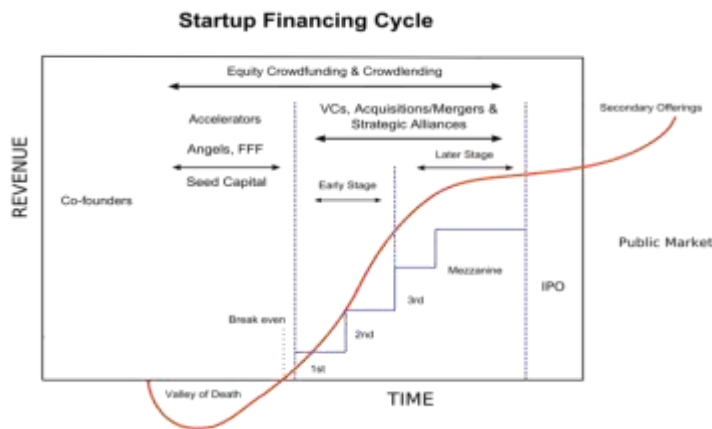 Startup Financing Cycle
Equity Crowdfunding & Crowdlending
VCs, Acquisitions/Mergers &
Strategic Alliances
Secondary Offerings
Accelerators
Angels, FFF
Seed Capital
Later Stage
Early Stage
Co-founders
REVENUE
Public Market
Mezzanine
IPO
3rd
Break even
2nd
1st
Valley of Death
TIME